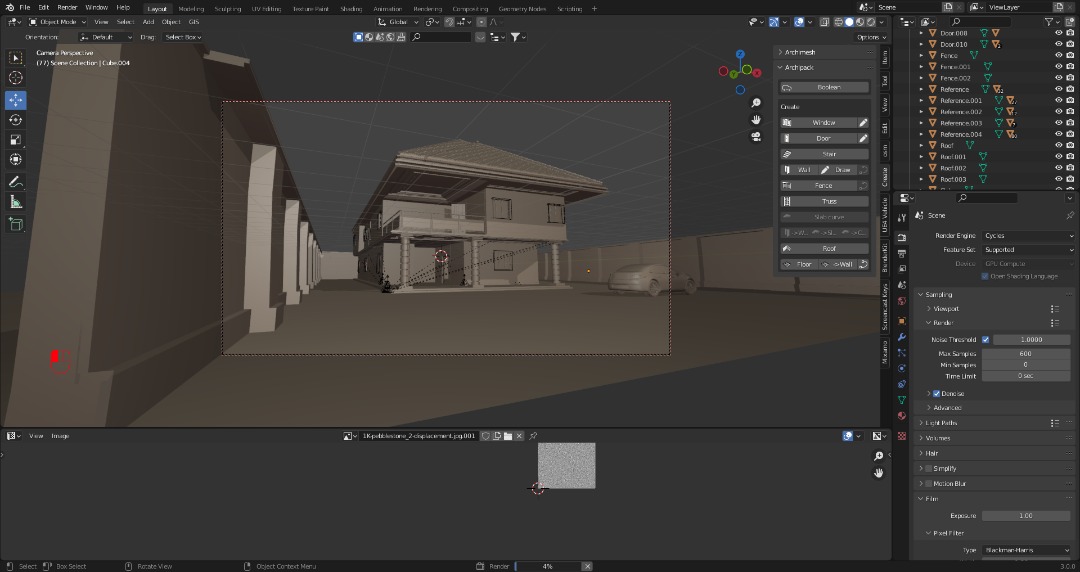 File Edit Render Window Help Layout Modeling Sculpting UV Editing Texture Paint Shading Animation Rendering Compositing Geometry Nodes Scripting + Scene ViewLayer
Object Mode View Select Add Object GIS Global
Orientation: Default Drag: Select Box Options
Camera Perspective
(77) Scene Collection | Cube.004
Archimesh
Archipack
Boolean
Create
Window
Door
Stair
Wall Draw
Fence
Truss
Slab curve
Roof
Floor ->Wall
Item
Tool
View
Edit
osm
Create
BlenderKit
Screencast Keys
Mixamo
Door.008
Door.010
Fence
Fence.001
Fence.002
Reference
Reference.001
Reference.002
Reference.003
Reference.004
Roof
Roof.001
Roof.002
Roof.003
Scene
Render Engine Cycles
Feature Set Supported
Device GPU Compute
Open Shading Language
Sampling
Viewport
Render
Noise Threshold 1.0000
Max Samples 600
Min Samples 0
Time Limit 0 sec
Denoise
Advanced
Light Paths
Volumes
Hair
Simplify
Motion Blur
Film
Exposure 1.00
Pixel Filter
Type Blackman-Harris
View Image 1K-pebblestone_2-displacement.jpg.001
Select Box Select Rotate View Object Context Menu Render 4% 3.0.0